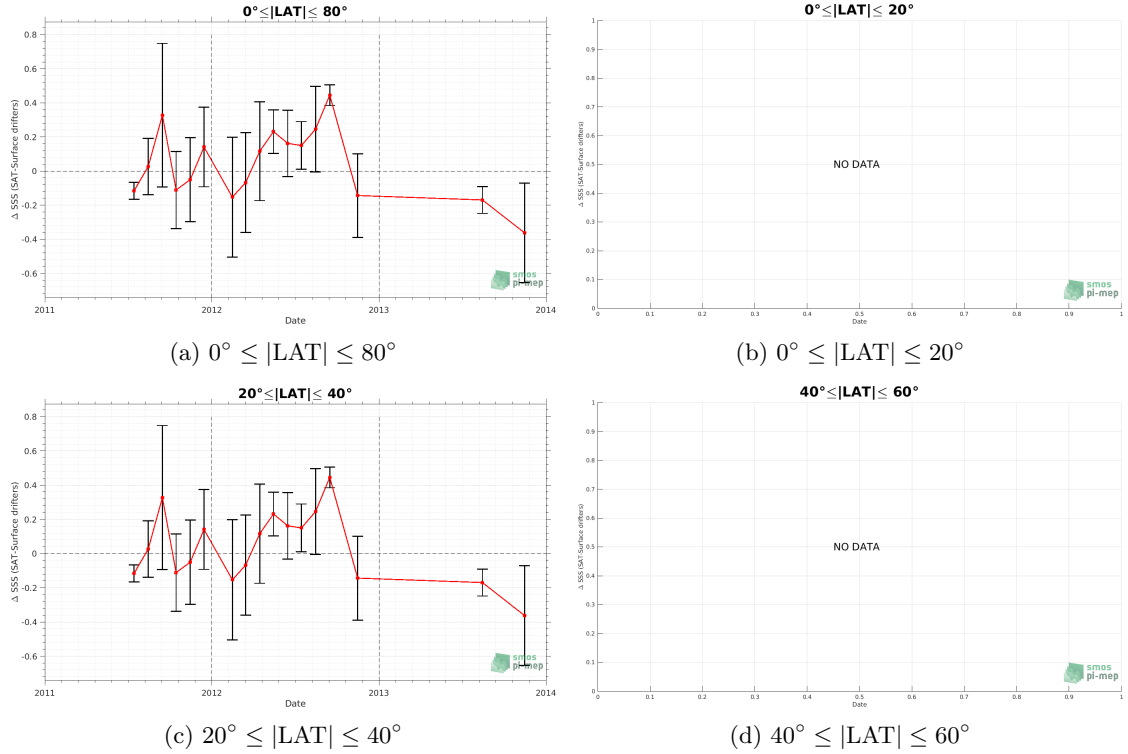 0°≤|LAT|≤ 80°
0.8
0.6
0.4
0.2
0
-0.2
-0.4
-0.6
Δ SSS (SAT-Surface drifters)
2011
2012
2013
2014
Date
smos
pi-mep
(a) 0° ≤ |LAT| ≤ 80°
0°≤|LAT|≤ 20°
1
0.9
0.8
0.7
0.6
0.5
0.4
0.3
0.2
0.1
0
Δ SSS (SAT-Surface drifters)
NO DATA
0 0.1 0.2 0.3 0.4 0.5 0.6 0.7 0.8 0.9 1
Date
smos
pi-mep
(b) 0° ≤ |LAT| ≤ 20°
20°≤|LAT|≤ 40°
0.8
0.6
0.4
0.2
0
-0.2
-0.4
-0.6
Δ SSS (SAT-Surface drifters)
2011
2012
2013
2014
Date
smos
pi-mep
(c) 20° ≤ |LAT| ≤ 40°
40°≤|LAT|≤ 60°
1
0.9
0.8
0.7
0.6
0.5
0.4
0.3
0.2
0.1
0
Δ SSS (SAT-Surface drifters)
NO DATA
0 0.1 0.2 0.3 0.4 0.5 0.6 0.7 0.8 0.9 1
Date
smos
pi-mep
(d) 40° ≤ |LAT| ≤ 60°